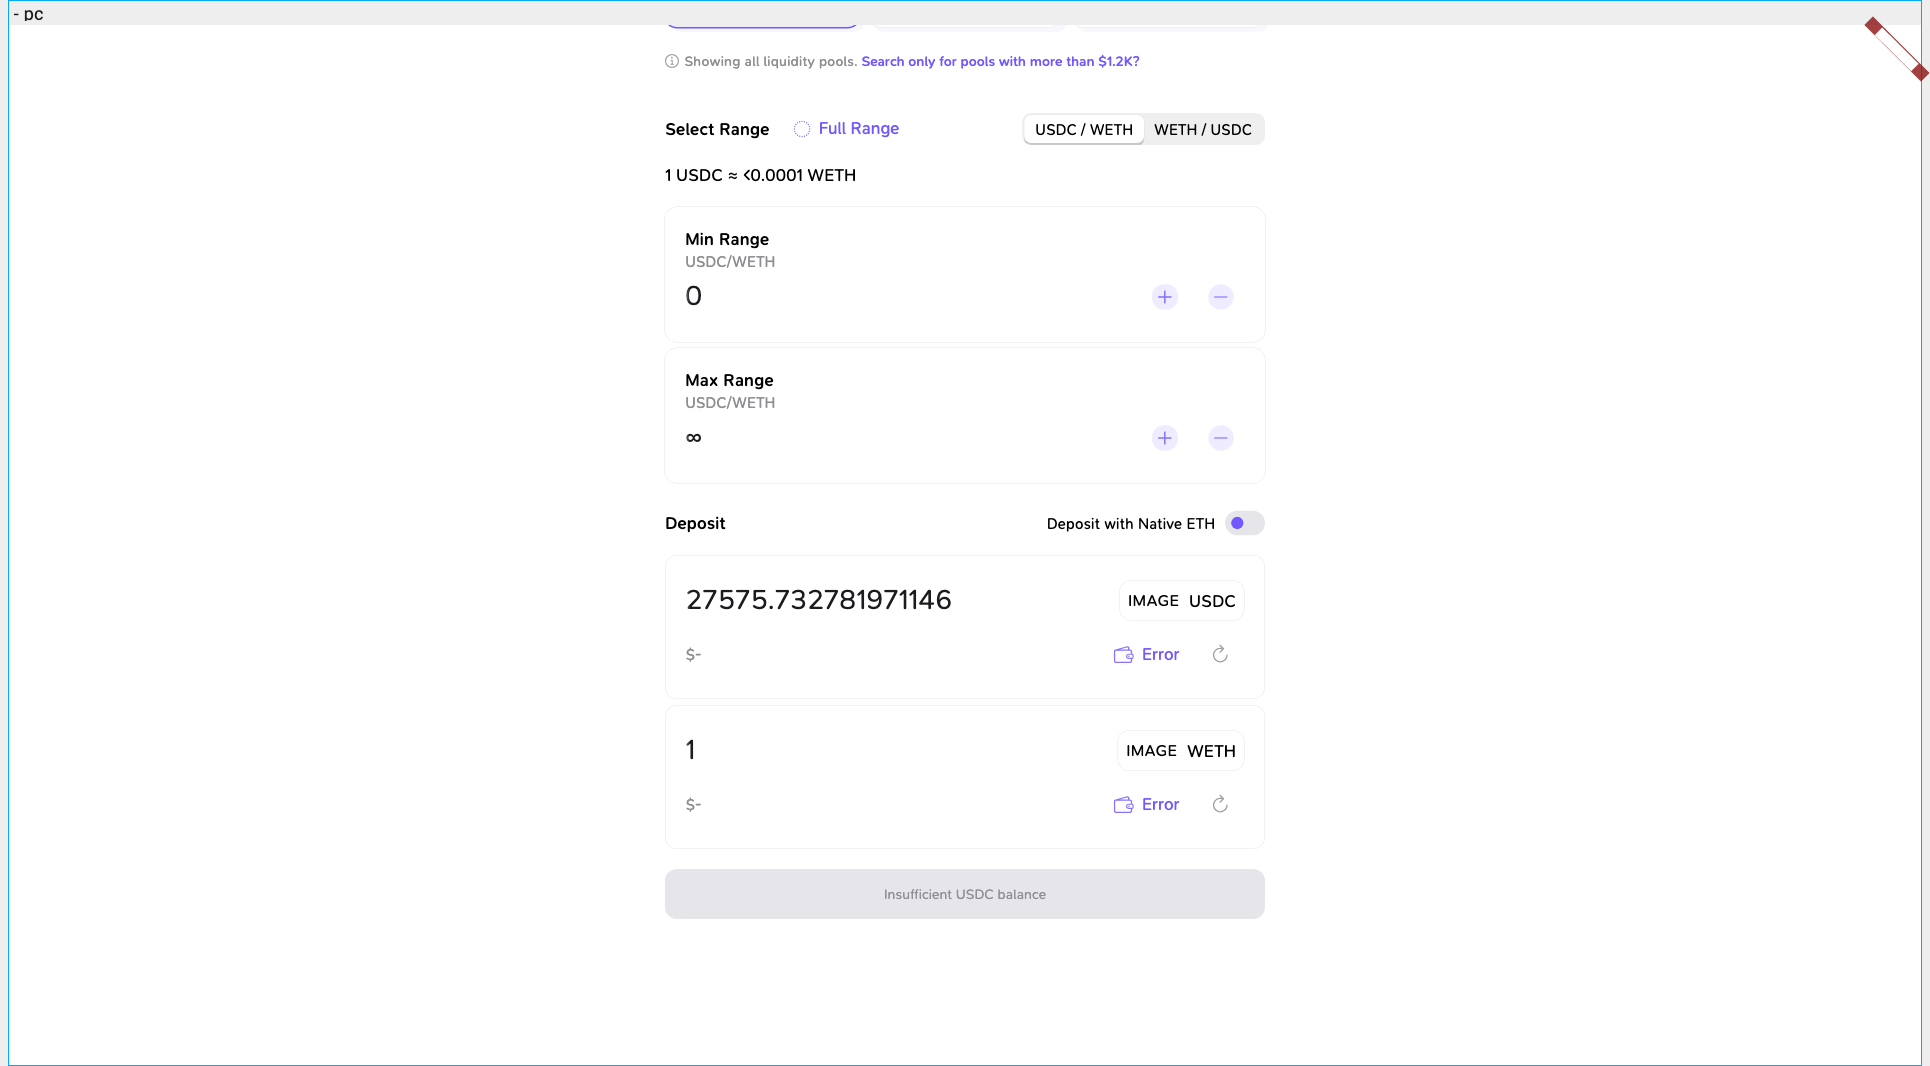 - pc
Showing all liquidity pools. Search only for pools with more than $1.2K?
Select Range Full Range USDC / WETH WETH / USDC
1 USDC ≈ <0.0001 WETH
Min Range
USDC/WETH
0
Max Range
USDC/WETH
∞
Deposit Deposit with Native ETH
27575.732781971146 IMAGE USDC
$- Error
1 IMAGE WETH
$- Error
Insufficient USDC balance